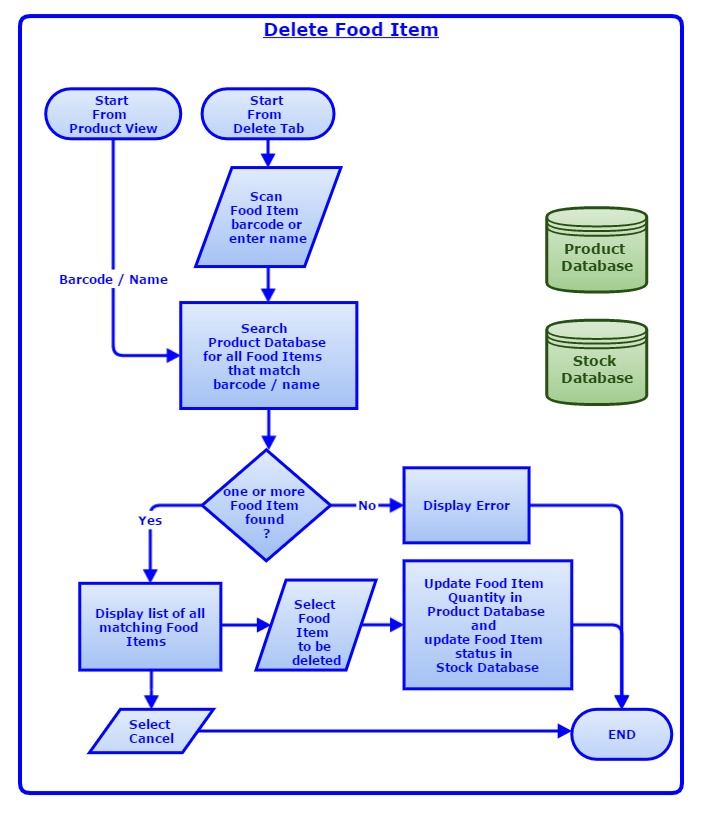 Delete Food Item
Start
From
Product View
Start
From
Delete Tab
Scan
Food Item
barcode or
enter name
Barcode / Name
Product
Database
Search
Product Database
for all Food Items
that match
barcode / name
Stock
Database
one or more
Food Item
found
?
No
Display Error
Yes
Display list of all
matching Food
Items
Select
Food
Item
to be
deleted
Update Food Item
Quantity in
Product Database
and
update Food Item
status in
Stock Database
Select
Cancel
END